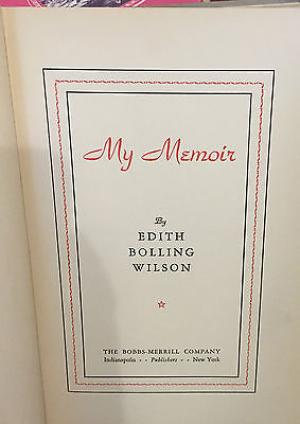 My Memoir
By
EDITH
BOLLING
WILSON
THE BOBBS-MERRILL COMPANY
Indianapolis · · Publishers · · New York